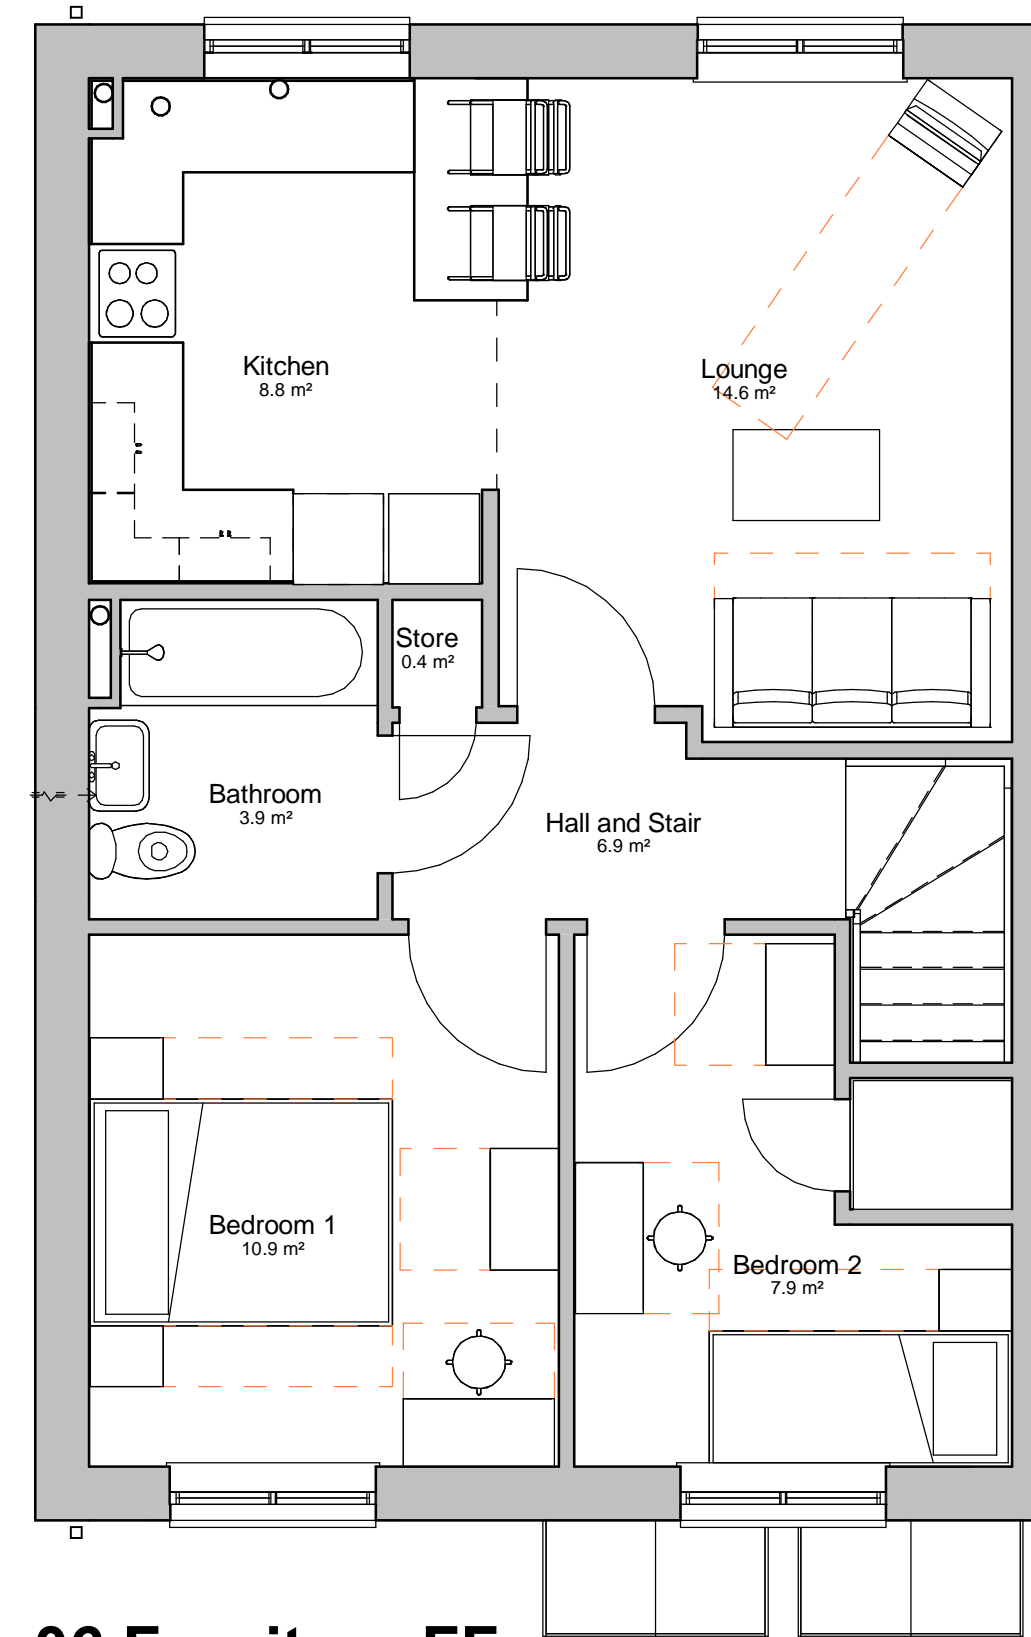 Kitchen
8.8 m²
Lounge
14.6 m²
Store
0.4 m²
Bathroom
3.9 m²
Hall and Stair
6.9 m²
Bedroom 1
10.9 m²
Bedroom 2
7.9 m²